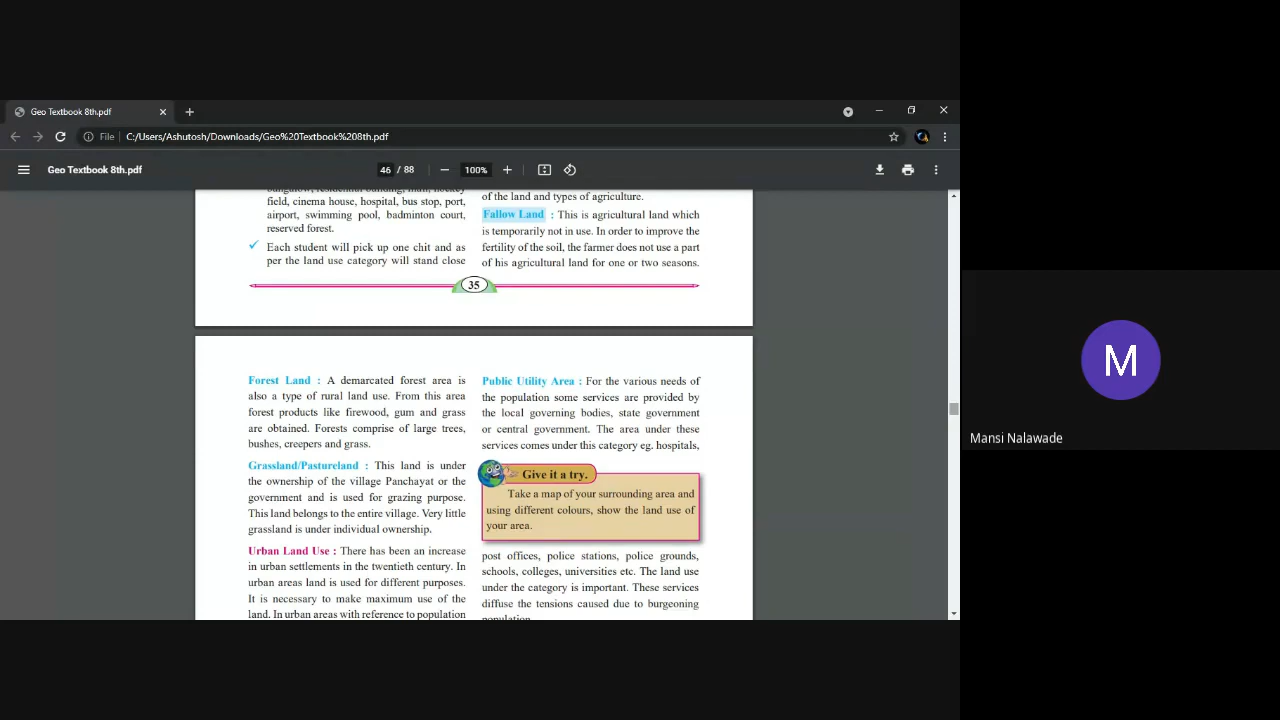 Geo Textbook 8th.pdf
File C:/Users/Ashutosh/Downloads/Geo%20Textbook%208th.pdf
Geo Textbook 8th.pdf 46 / 88 100%
bungalow, residential building, mall, hockey
field, cinema house, hospital, bus stop, port,
airport, swimming pool, badminton court,
reserved forest.
Each student will pick up one chit and as
per the land use category will stand close
of the land and types of agriculture.
Fallow Land : This is agricultural land which
is temporarily not in use. In order to improve the
fertility of the soil, the farmer does not use a part
of his agricultural land for one or two seasons.
35
Forest Land : A demarcated forest area is
also a type of rural land use. From this area
forest products like firewood, gum and grass
are obtained. Forests comprise of large trees,
bushes, creepers and grass.
Grassland/Pastureland : This land is under
the ownership of the village Panchayat or the
government and is used for grazing purpose.
This land belongs to the entire village. Very little
grassland is under individual ownership.
Urban Land Use : There has been an increase
in urban settlements in the twentieth century. In
urban areas land is used for different purposes.
It is necessary to make maximum use of the
land. In urban areas with reference to population
Public Utility Area : For the various needs of
the population some services are provided by
the local governing bodies, state government
or central government. The area under these
services comes under this category eg. hospitals,
Give it a try.
Take a map of your surrounding area and
using different colours, show the land use of
your area.
post offices, police stations, police grounds,
schools, colleges, universities etc. The land use
under the category is important. These services
diffuse the tensions caused due to burgeoning
population.
M
Mansi Nalawade